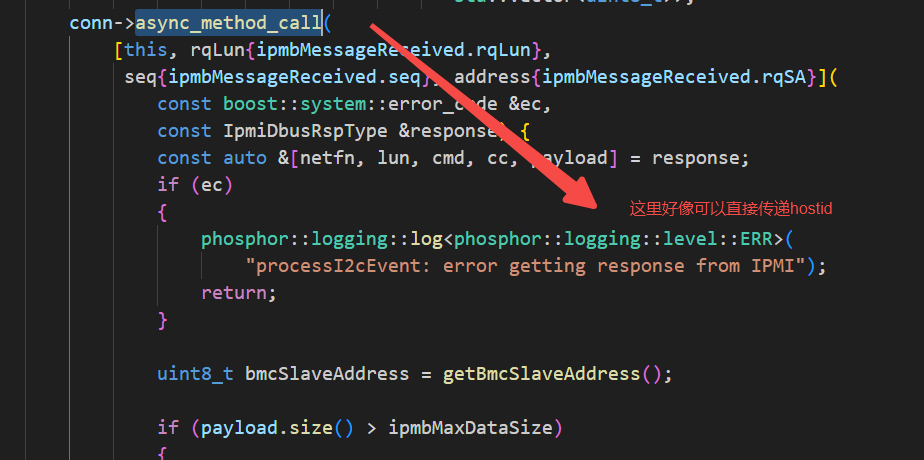 conn->async_method_call(
[this, rqLun{ipmbMessageReceived.rqLun},
seq{ipmbMessageReceived.seq}, address{ipmbMessageReceived.rqSA}](
const boost::system::error_code &ec,
const IpmiDbusRspType &response) {
const auto &[netfn, lun, cmd, cc, payload] = response;
if (ec)
{
这里好像可以直接传递hostid
phosphor::logging::log<phosphor::logging::level::ERR>(
"processI2cEvent: error getting response from IPMI");
return;
}
uint8_t bmcSlaveAddress = getBmcSlaveAddress();
if (payload.size() > ipmbMaxDataSize)
{